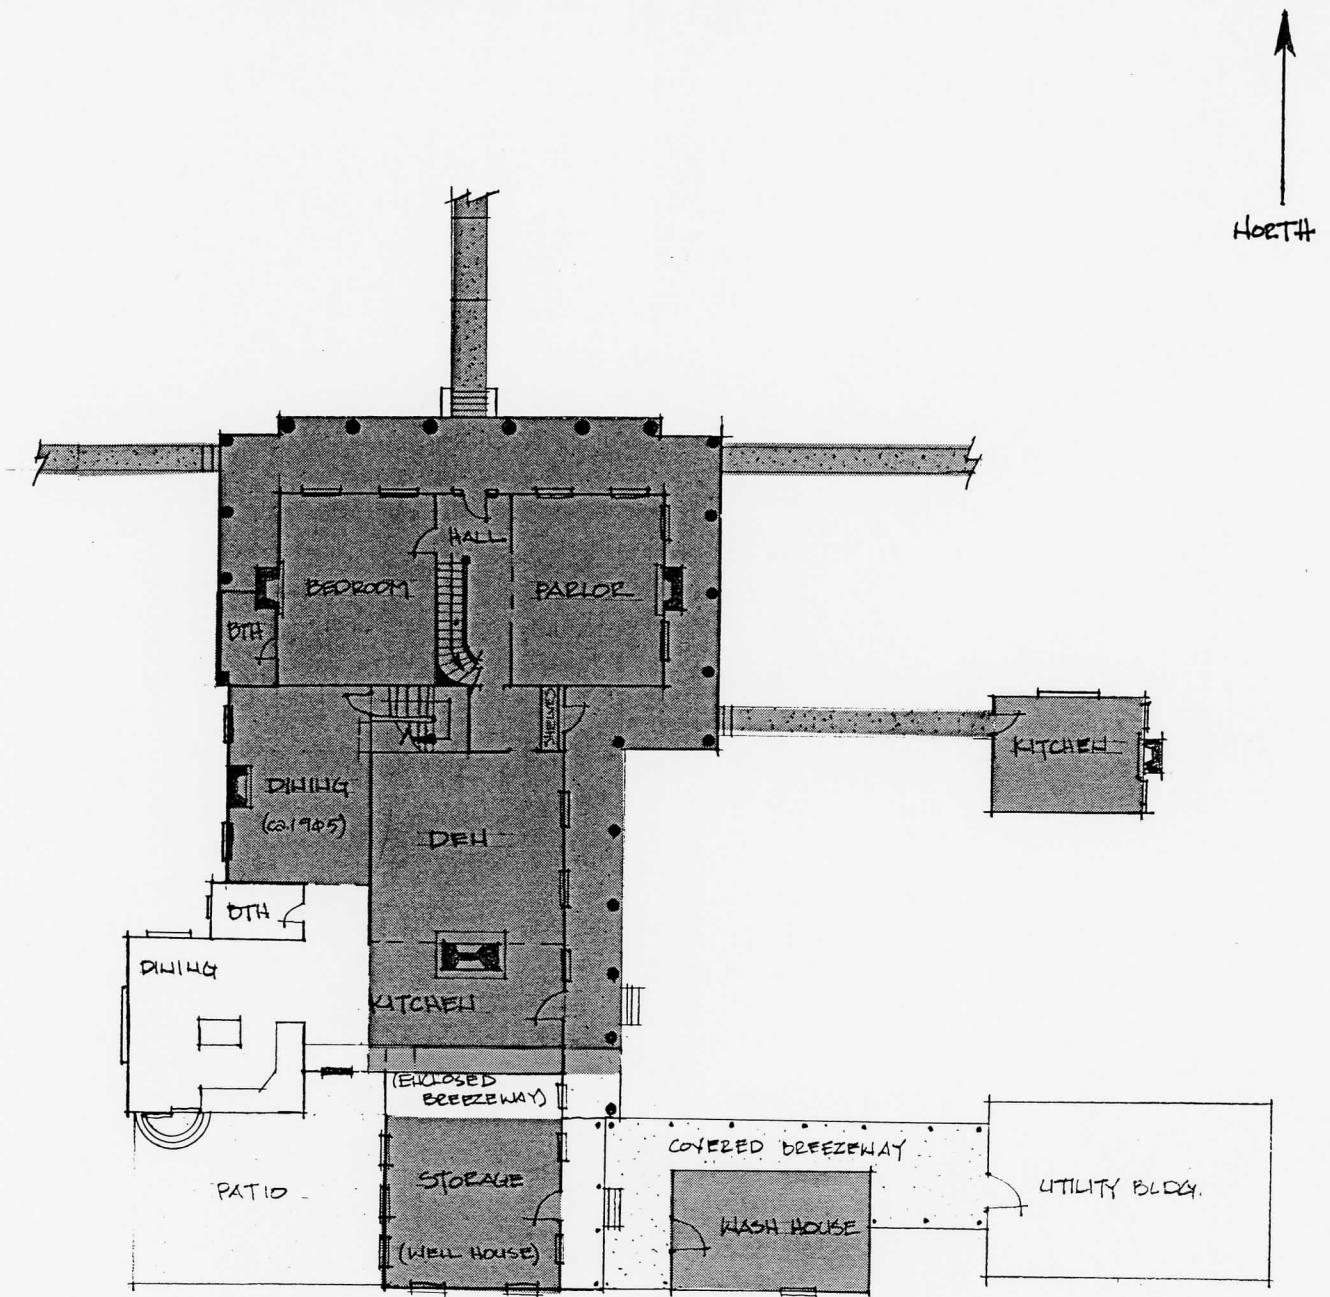 NORTH
HALL
BEDROOM
PARLOR
BTH
SHELVES
KITCHEN
DINING
(ca. 1945)
DEN
BTH
DINING
KITCHEN
(ENCLOSED
BREEZEWAY)
COVERED BREEZEWAY
STORAGE
PATIO
UTILITY BLDG.
WASH HOUSE
(WELL HOUSE)